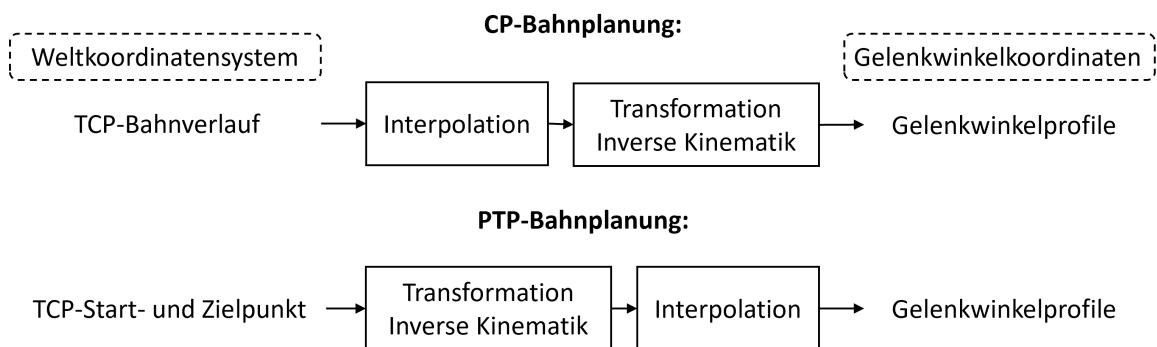 CP-Bahnplanung:
Weltkoordinatensystem
Gelenkwinkelkoordinaten
TCP-Bahnverlauf
Interpolation
Transformation
Inverse Kinematik
Gelenkwinkelprofile
PTP-Bahnplanung:
TCP-Start- und Zielpunkt
Transformation
Inverse Kinematik
Interpolation
Gelenkwinkelprofile